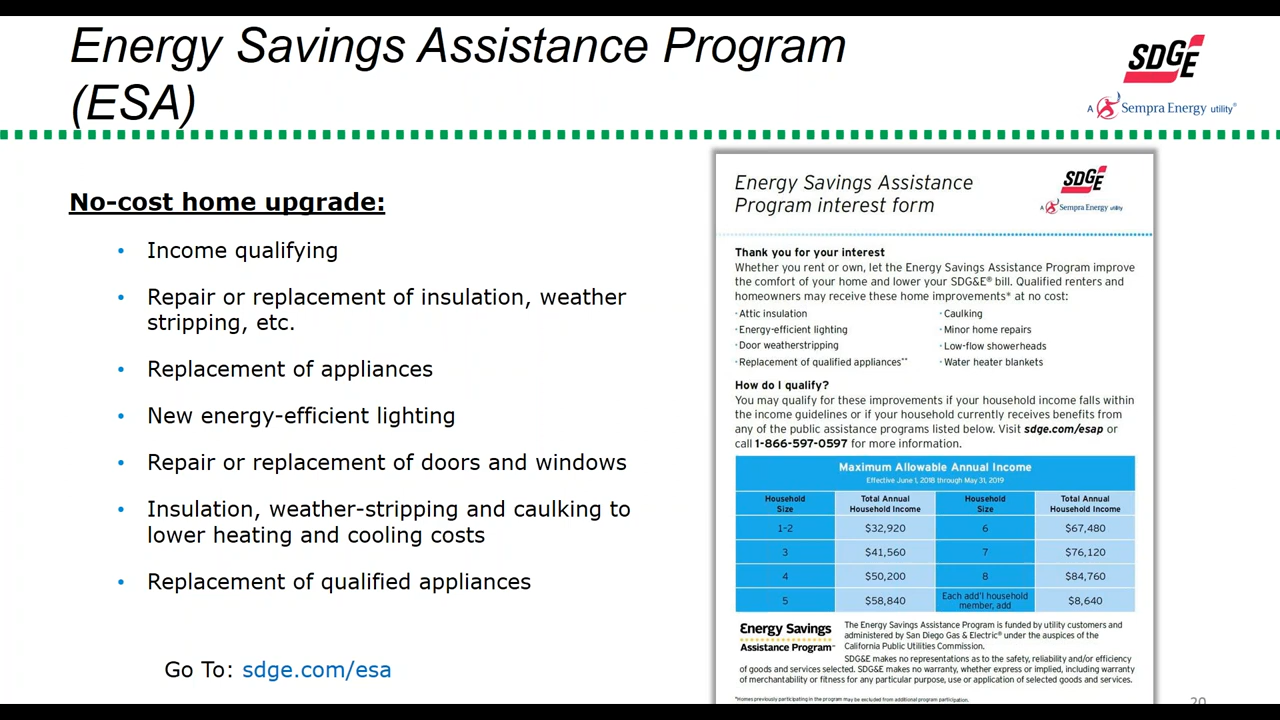 Energy Savings Assistance Program
(ESA)
SDGE
A Sempra Energy utility®
No-cost home upgrade:
• Income qualifying
• Repair or replacement of insulation, weather
stripping, etc.
• Replacement of appliances
• New energy-efficient lighting
• Repair or replacement of doors and windows
• Insulation, weather-stripping and caulking to
lower heating and cooling costs
• Replacement of qualified appliances
Go To: sdge.com/esa
Energy Savings Assistance
Program interest form
SDGE
A Sempra Energy utility
Thank you for your interest
Whether you rent or own, let the Energy Savings Assistance Program improve
the comfort of your home and lower your SDG&E® bill. Qualified renters and
homeowners may receive these home improvements* at no cost:
· Attic insulation
· Energy-efficient lighting
· Door weatherstripping
· Replacement of qualified appliances**
· Caulking
· Minor home repairs
· Low-flow showerheads
· Water heater blankets
How do I qualify?
You may qualify for these improvements if your household income falls within
the income guidelines or if your household currently receives benefits from
any of the public assistance programs listed below. Visit sdge.com/esap or
call 1-866-597-0597 for more information.
Maximum Allowable Annual Income
Effective June 1, 2018 through May 31, 2019
Household Size | Total Annual Household Income | Household Size | Total Annual Household Income
1-2 $32,920 6 $67,480
3 $41,560 7 $76,120
4 $50,200 8 $84,760
5 $58,840 Each add'l household member, add $8,640
Energy Savings
Assistance Program™
The Energy Savings Assistance Program is funded by utility customers and
administered by San Diego Gas & Electric® under the auspices of the
California Public Utilities Commission.
SDG&E makes no representations as to the safety, reliability and/or efficiency
of goods and services selected. SDG&E makes no warranty, whether express or implied, including warranty
of merchantability or fitness for any particular purpose, use or application of selected goods and services.
*Homes previously participating in the program may be excluded from additional program participation.
20